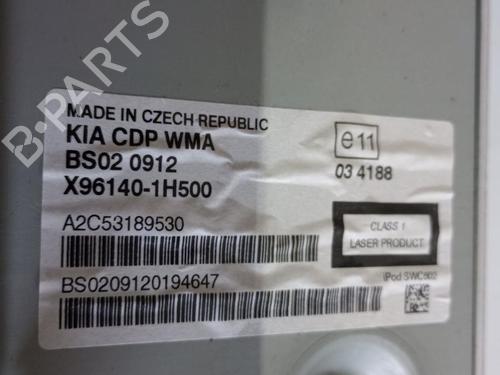 B-PARTS
MADE IN CZECH REPUBLIC
KIA CDP WMA
BS02 0912
X96140-1H500
e11
03 4188
A2C53189530
CLASS 1
LASER PRODUCT
BS0209120194647
iPod SWC602